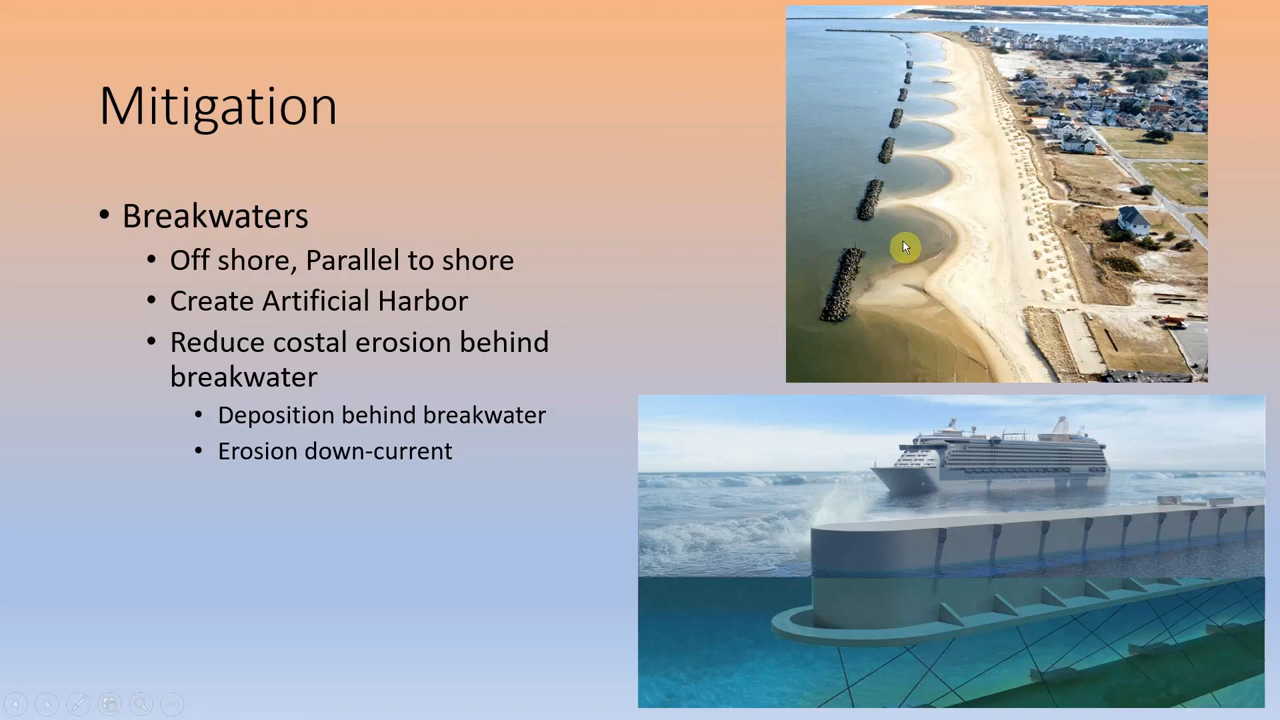 Mitigation
• Breakwaters
• Off shore, Parallel to shore
• Create Artificial Harbor
• Reduce costal erosion behind
breakwater
• Deposition behind breakwater
• Erosion down-current